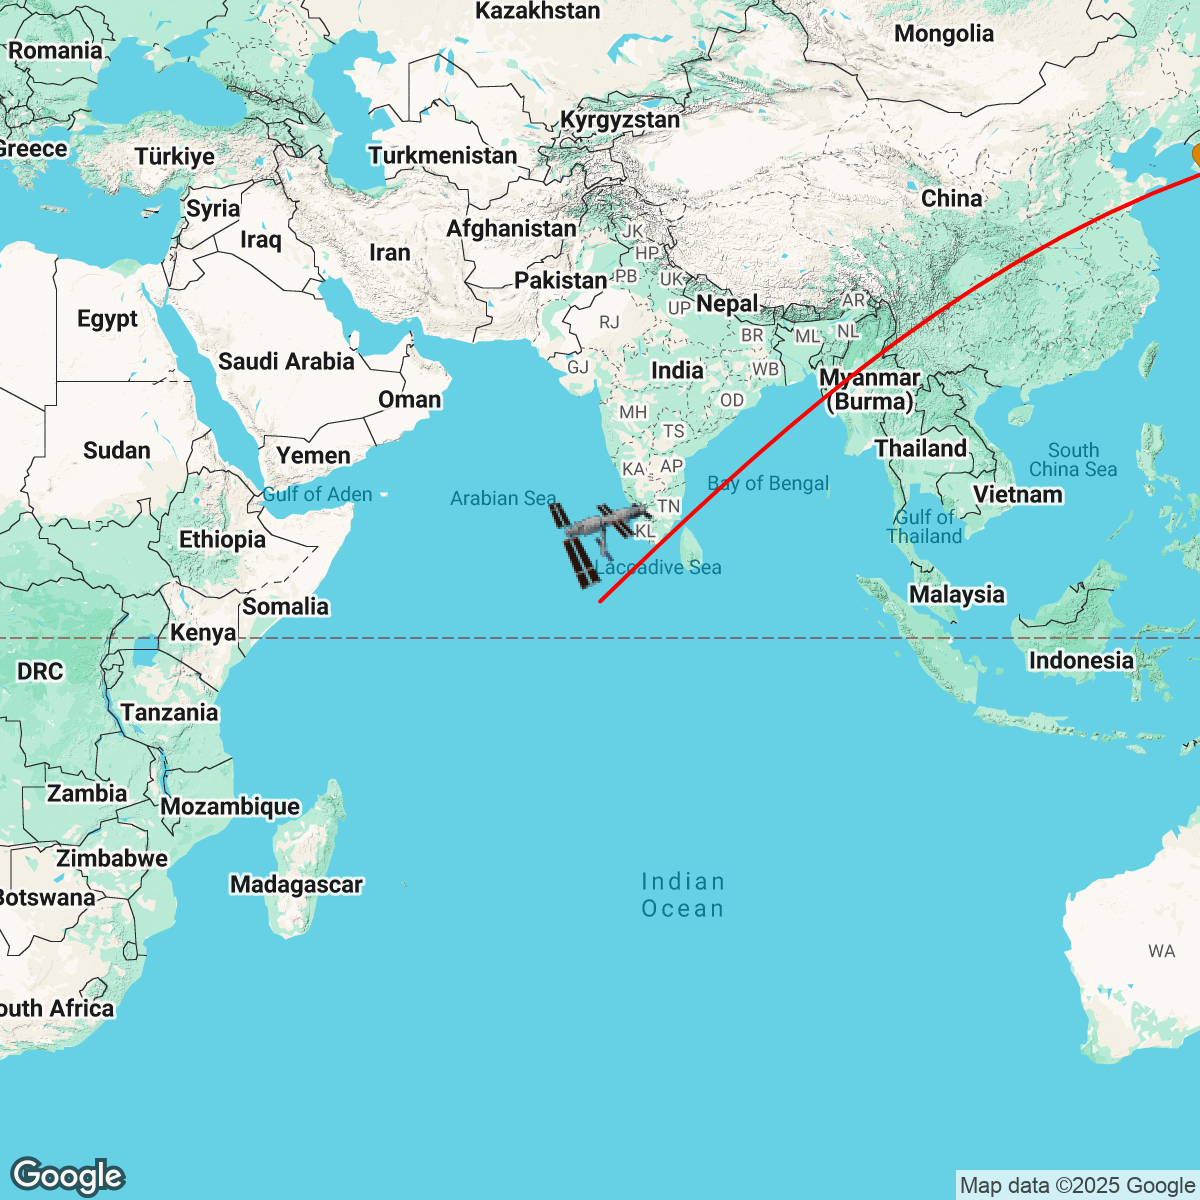 Kazakhstan
Mongolia
Romania
Kyrgyzstan
Greece
Türkiye
Turkmenistan
China
Syria
Afghanistan
JK
Iraq
Iran
HP
Pakistan
PB
UK
Nepal
AR
UP
Egypt
RJ
BR
ML
NL
Saudi Arabia
GJ
India
WB
Myanmar
(Burma)
Oman
OD
MH
TS
Sudan
Yemen
Thailand
South
China Sea
KA
AP
Gulf of Aden
Arabian Sea
Bay of Bengal
Vietnam
TN
Gulf of
Thailand
KL
Ethiopia
Laccadive Sea
Malaysia
Somalia
Kenya
DRC
Indonesia
Tanzania
Zambia
Mozambique
Zimbabwe
Madagascar
Indian
Ocean
Botswana
WA
outh Africa
Google
Map data ©2025 Google